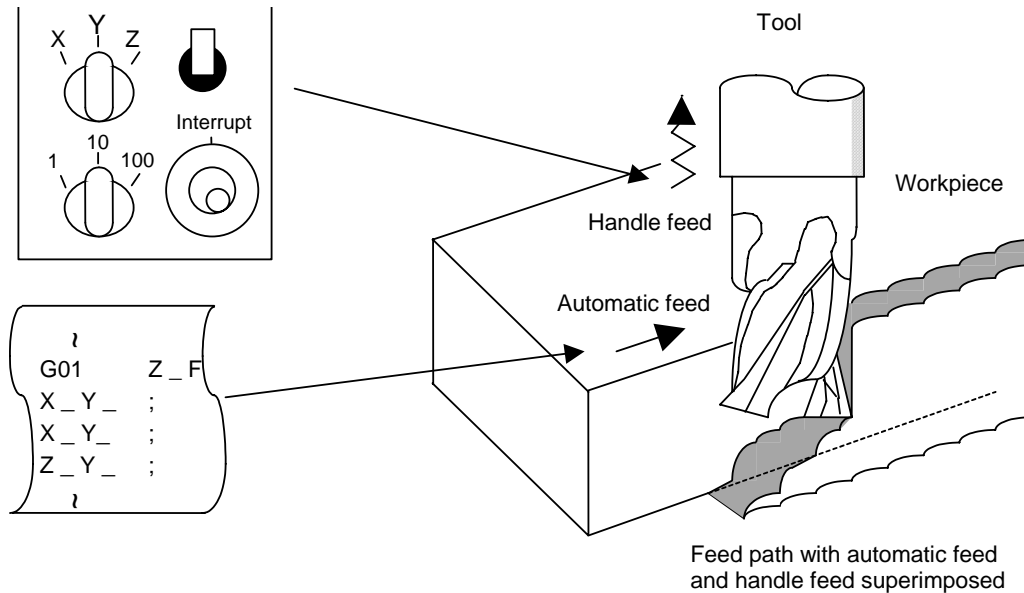 X Y Z
Interrupt
1 10 100
Tool
Workpiece
Handle feed
Automatic feed
~
G01 Z _ F
X _ Y _ ;
X _ Y_ ;
Z _ Y _ ;
~
Feed path with automatic feed
and handle feed superimposed